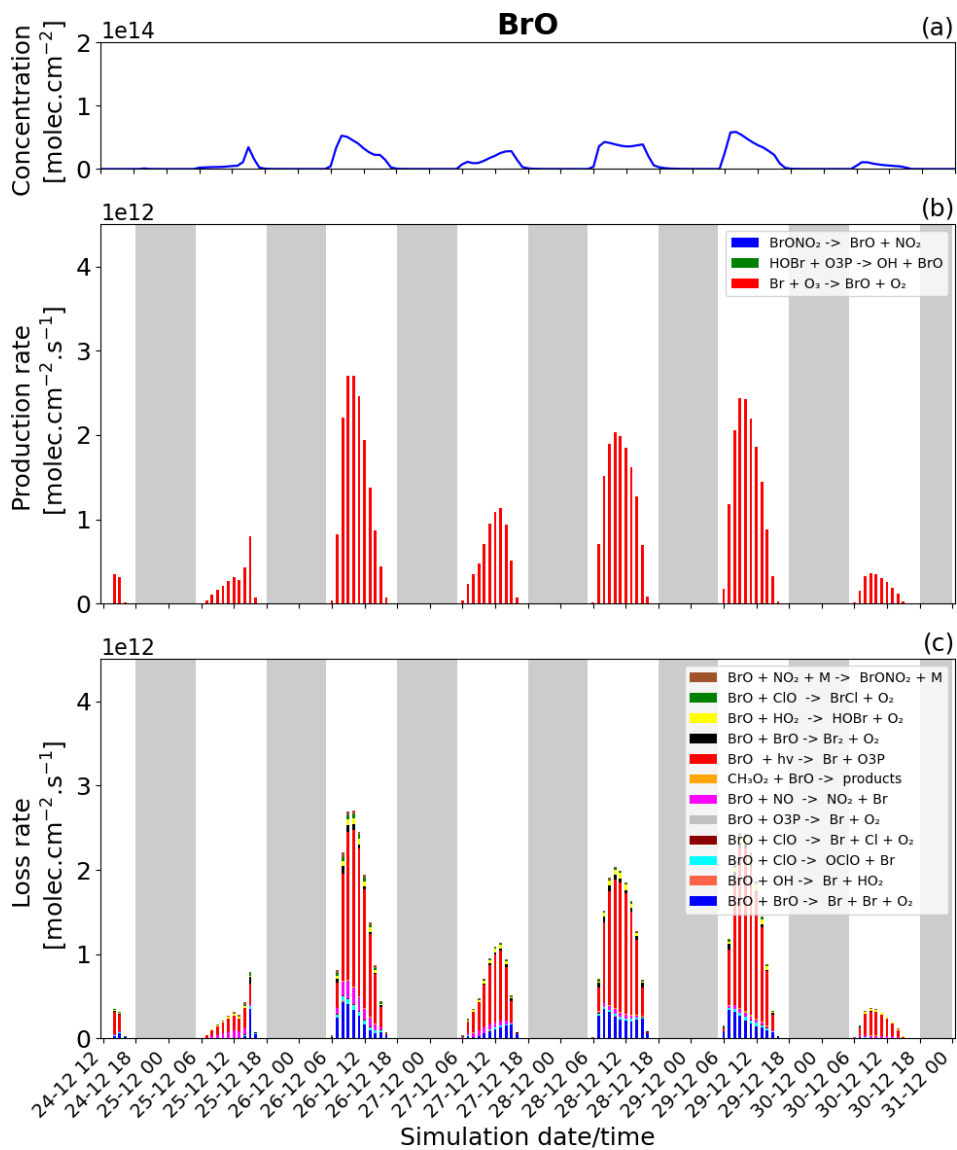 BrO
(a)
1e14
Concentration
[molec.cm⁻²]
2
1
0
(b)
1e12
Production rate
[molec.cm⁻².s⁻¹]
4
3
2
1
0
BrONO₂ -> BrO + NO₂
HOBr + O3P -> OH + BrO
Br + O₃ -> BrO + O₂
(c)
1e12
Loss rate
[molec.cm⁻².s⁻¹]
4
3
2
1
0
BrO + NO₂ + M -> BrONO₂ + M
BrO + ClO -> BrCl + O₂
BrO + HO₂ -> HOBr + O₂
BrO + BrO -> Br₂ + O₂
BrO + hv -> Br + O3P
CH₃O₂ + BrO -> products
BrO + NO -> NO₂ + Br
BrO + O3P -> Br + O₂
BrO + ClO -> Br + Cl + O₂
BrO + ClO -> OClO + Br
BrO + OH -> Br + HO₂
BrO + BrO -> Br + Br + O₂
24-12 12
24-12 18
25-12 00
25-12 06
25-12 12
25-12 18
26-12 00
26-12 06
26-12 12
26-12 18
27-12 00
27-12 06
27-12 12
27-12 18
28-12 00
28-12 06
28-12 12
28-12 18
29-12 00
29-12 06
29-12 12
29-12 18
30-12 00
30-12 06
30-12 12
30-12 18
31-12 00
Simulation date/time